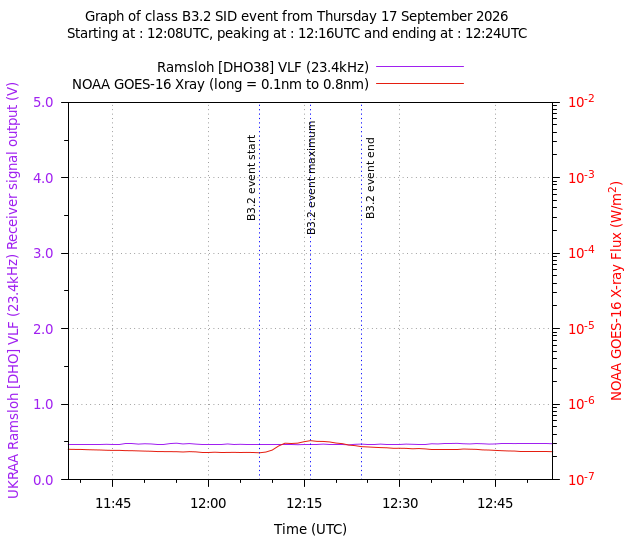 Graph of class B3.2 SID event from Thursday 17 September 2026
Starting at : 12:08UTC, peaking at : 12:16UTC and ending at : 12:24UTC
Ramsloh [DHO38] VLF (23.4kHz)
NOAA GOES-16 Xray (long = 0.1nm to 0.8nm)
UKRAA Ramsloh [DHO] VLF (23.4kHz) Receiver signal output (V)
5.0
4.0
3.0
2.0
1.0
0.0
B3.2 event start
B3.2 event maximum
B3.2 event end
10-2
10-3
10-4
10-5
10-6
10-7
NOAA GOES-16 X-ray Flux (W/m2)
11:45 12:00 12:15 12:30 12:45
Time (UTC)